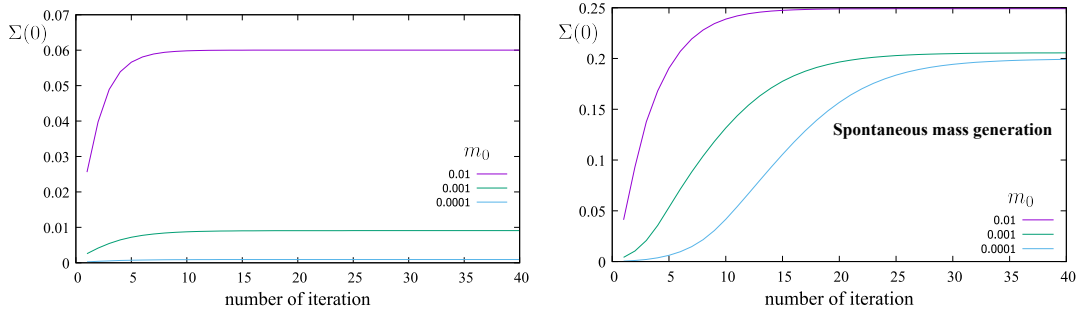 Σ(0)
0.07
0.06
0.05
0.04
0.03
0.02
0.01
0
m₀
0.01
0.001
0.0001
0 5 10 15 20 25 30 35 40
number of iteration
Σ(0)
0.25
0.2
0.15
0.1
0.05
0
Spontaneous mass generation
m₀
0.01
0.001
0.0001
0 5 10 15 20 25 30 35 40
number of iteration